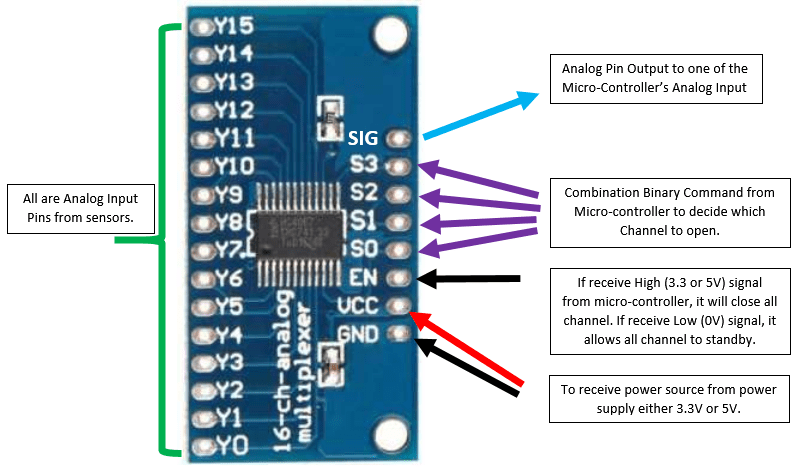 Y15
Y14
Y13
Y12
Y11
Y10
Y9
Y8
Y7
Y6
Y5
Y4
Y3
Y2
Y1
Y0
All are Analog Input
Pins from sensors.
16-ch-analog
multiplexer
SIG
S3
S2
S1
S0
EN
VCC
GND
Analog Pin Output to one of the
Micro-Controller's Analog Input
Combination Binary Command from
Micro-controller to decide which
Channel to open.
If receive High (3.3 or 5V) signal
from micro-controller, it will close all
channel. If receive Low (0V) signal, it
allows all channel to standby.
To receive power source from power
supply either 3.3V or 5V.